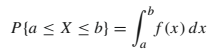 P{a ≤ X ≤ b} = ∫_a^b f(x) dx